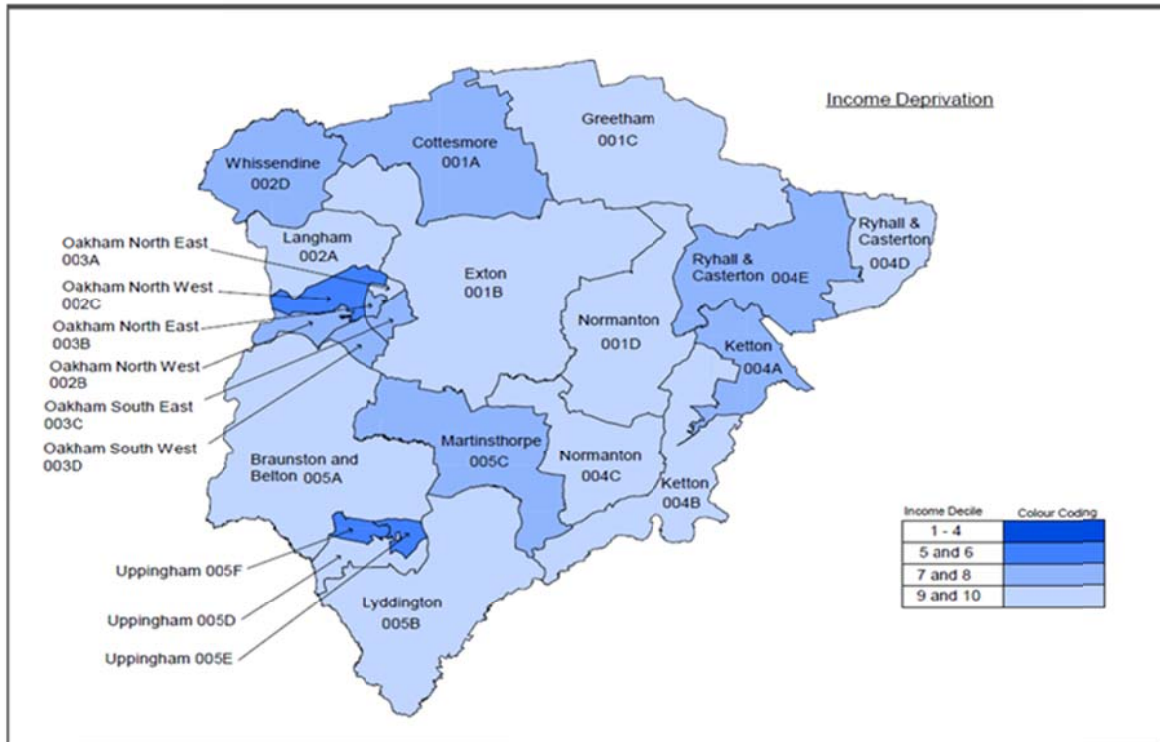 Income Deprivation
Greetham
001C
Cottesmore
001A
Whissendine
002D
Ryhall &
Casterton
004D
Langham
002A
Oakham North East
003A
Exton
001B
Ryhall &
Casterton 004E
Oakham North West
002C
Normanton
001D
Oakham North East
003B
Ketton
004A
Oakham North West
002B
Oakham South East
003C
Oakham South West
003D
Martinsthorpe
005C
Braunston and
Belton 005A
Normanton
004C
Ketton
004B
Uppingham 005F
Uppingham 005D
Uppingham 005E
Lyddington
005B
Income Decile Colour Coding
1 - 4
5 and 6
7 and 8
9 and 10